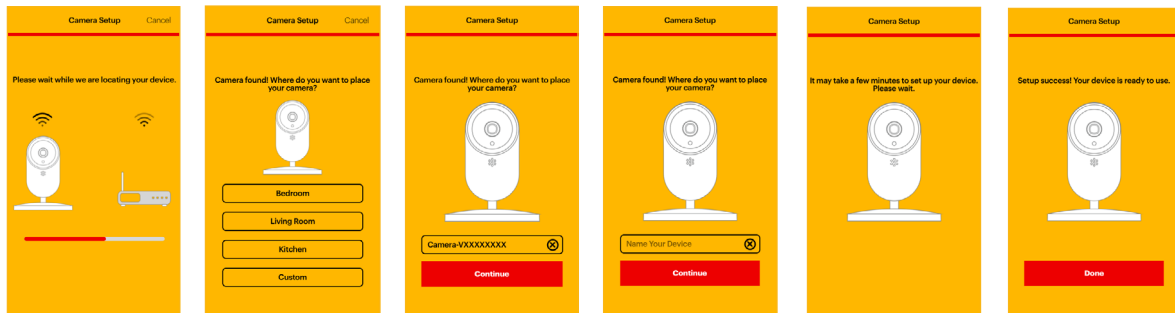 Camera Setup Cancel
Please wait while we are locating your device.
Camera Setup Cancel
Camera found! Where do you want to place
your camera?
Bedroom
Living Room
Kitchen
Custom
Camera Setup
Camera found! Where do you want to place
your camera?
Camera-VXXXXXXXX
Continue
Camera Setup
Camera found! Where do you want to place
your camera?
Name Your Device
Continue
Camera Setup
It may take a few minutes to set up your device.
Please wait.
Camera Setup
Setup success! Your device is ready to use.
Done